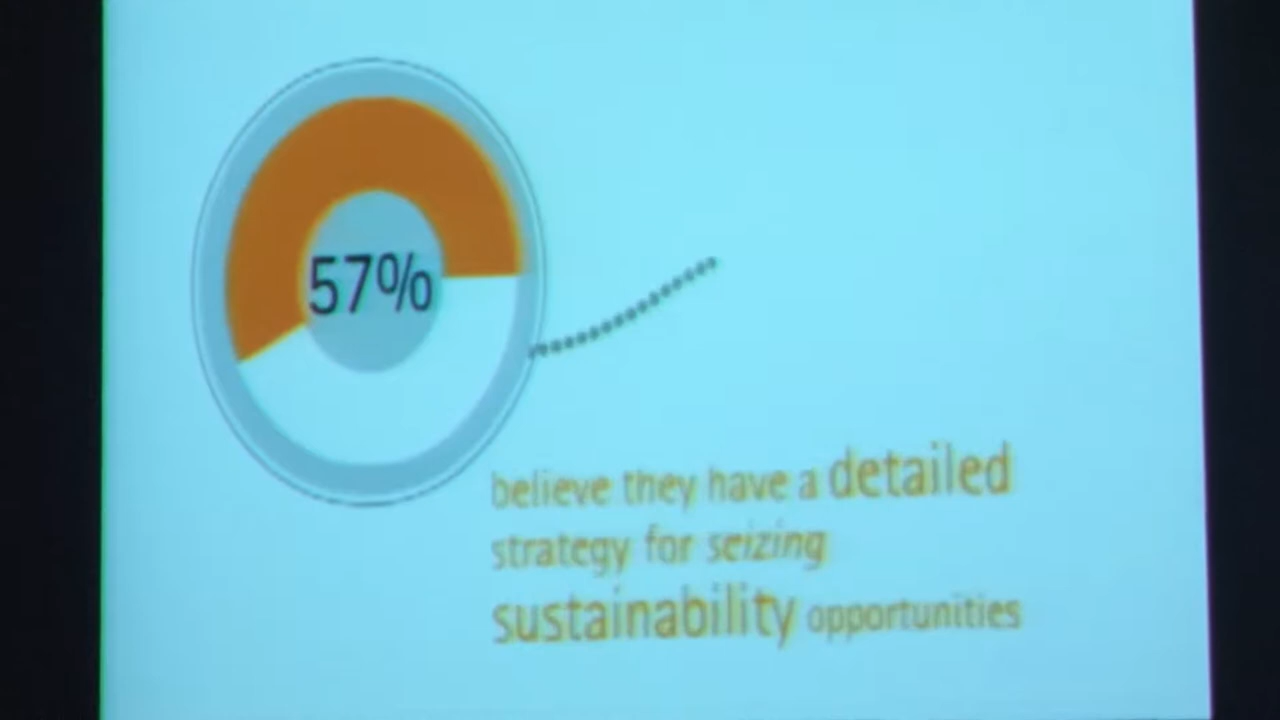 57%
believe they have a detailed
strategy for seizing
sustainability opportunities